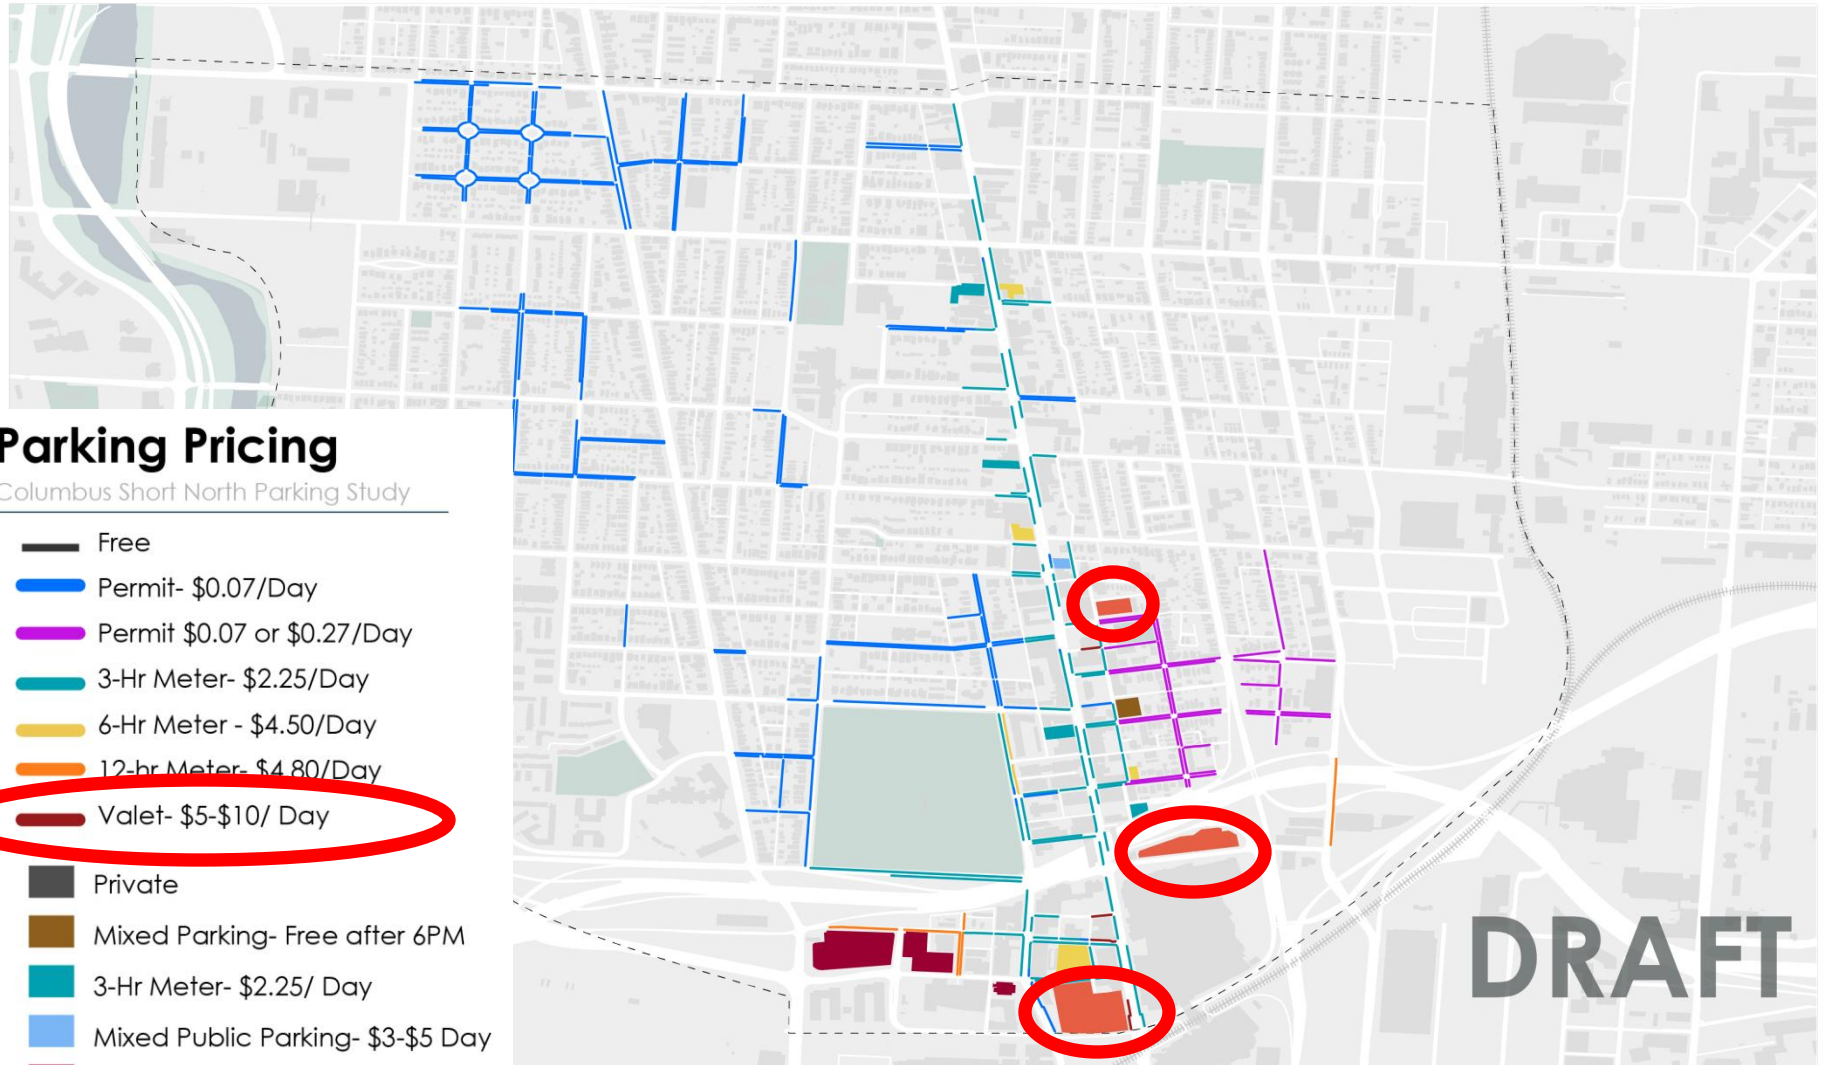 Parking Pricing
Columbus Short North Parking Study
Free
Permit- $0.07/Day
Permit $0.07 or $0.27/Day
3-Hr Meter- $2.25/Day
6-Hr Meter - $4.50/Day
12-hr Meter- $4.80/Day
Valet- $5-$10/ Day
Private
Mixed Parking- Free after 6PM
3-Hr Meter- $2.25/ Day
Mixed Public Parking- $3-$5 Day
DRAFT